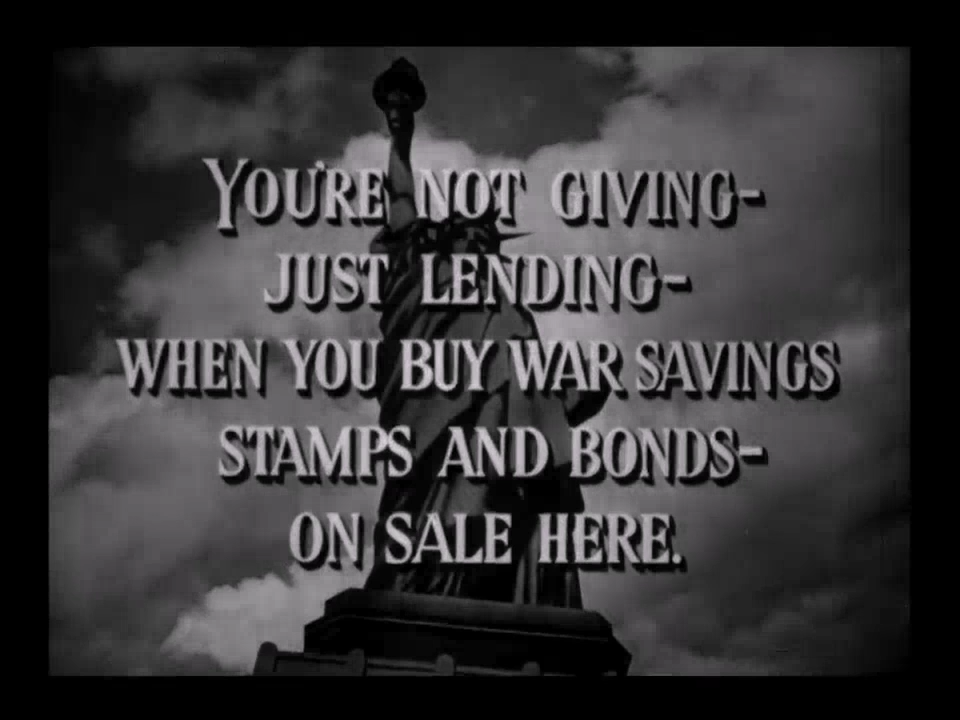 YOU'RE NOT GIVING-
JUST LENDING-
WHEN YOU BUY WAR SAVINGS
STAMPS AND BONDS-
ON SALE HERE.